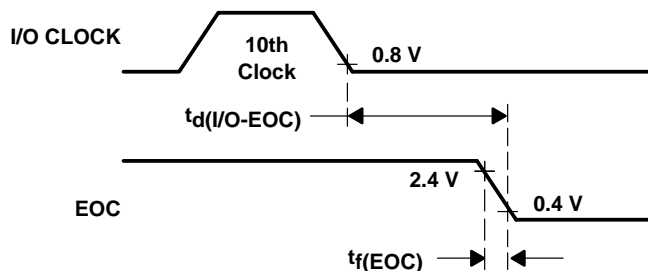 I/O CLOCK
10th
Clock
0.8 V
td(I/O-EOC)
2.4 V
EOC
0.4 V
tf(EOC)